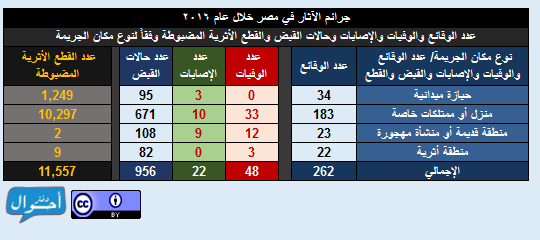 جرائم الآثار في مصر خلال عام ٢٠١٦
عدد الوقائع والوفيات والإصابات وحالات القبض والقطع الأثرية المضبوطة وفقاً لنوع مكان الجريمة
نوع مكان الجريمة/ عدد الوقائع والوفيات والإصابات والقبض والقطع عدد الوقائع عدد الوفيات عدد الإصابات عدد حالات القبض عدد القطع الأثرية المضبوطة
حيازة ميدانية 34 0 3 95 1,249
منزل أو ممتلكات خاصة 183 33 10 671 10,297
منطقة قديمة أو منشأة مهجورة 23 12 9 108 2
منطقة أثرية 22 3 0 82 9
الإجمالي 262 48 22 956 11,557
دفتر أحوال
cc BY